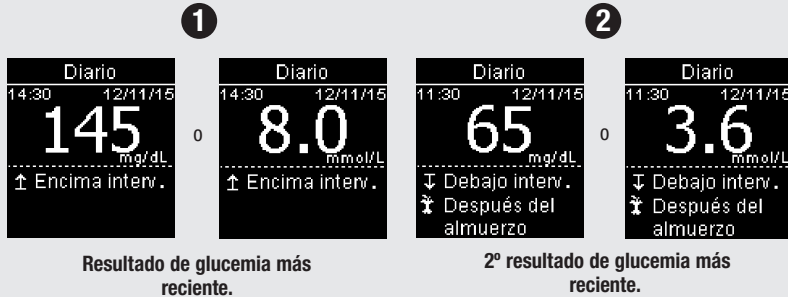 1
Diario
14:30 12/11/15
145
mg/dL
↑ Encima interv.
o
Diario
14:30 12/11/15
8.0
mmol/L
↑ Encima interv.
Resultado de glucemia más
reciente.
2
Diario
11:30 12/11/15
65
mg/dL
↓ Debajo interv.
Después del
almuerzo
o
Diario
11:30 12/11/15
3.6
mmol/L
↓ Debajo interv.
Después del
almuerzo
2º resultado de glucemia más
reciente.